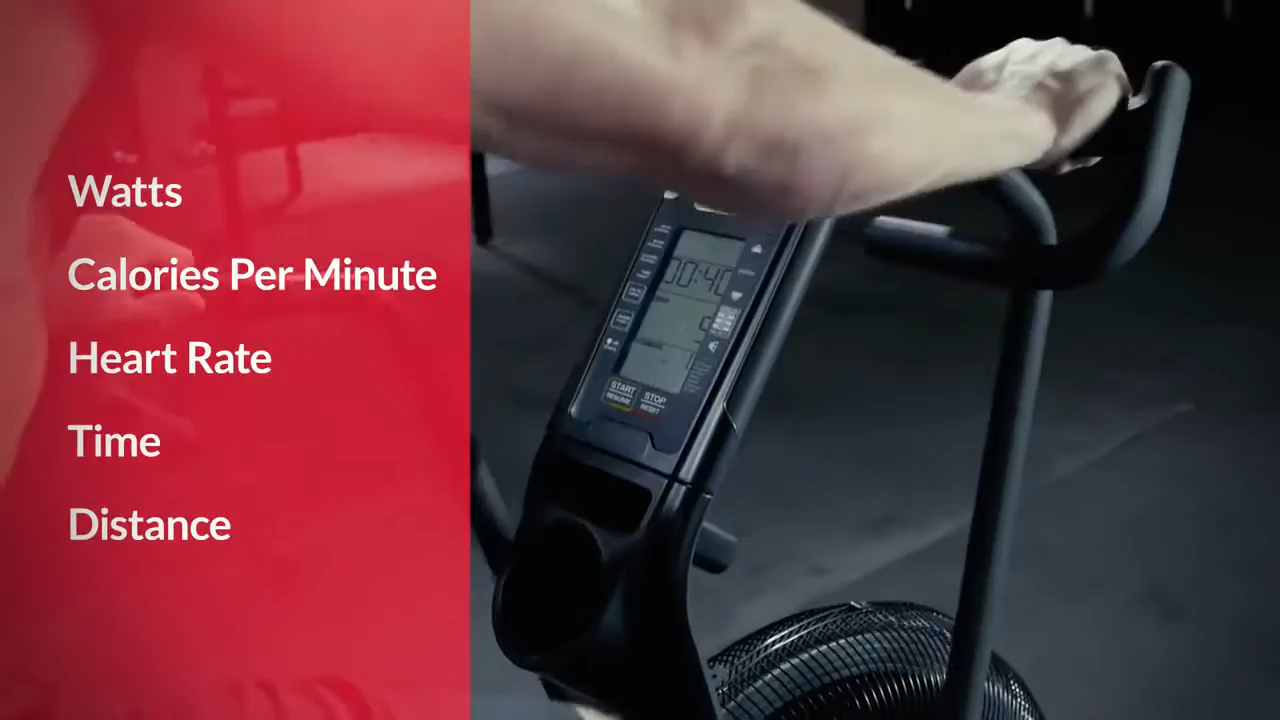 Watts
Calories Per Minute
Heart Rate
Time
Distance
00:40
START
RESUME
STOP
RESET